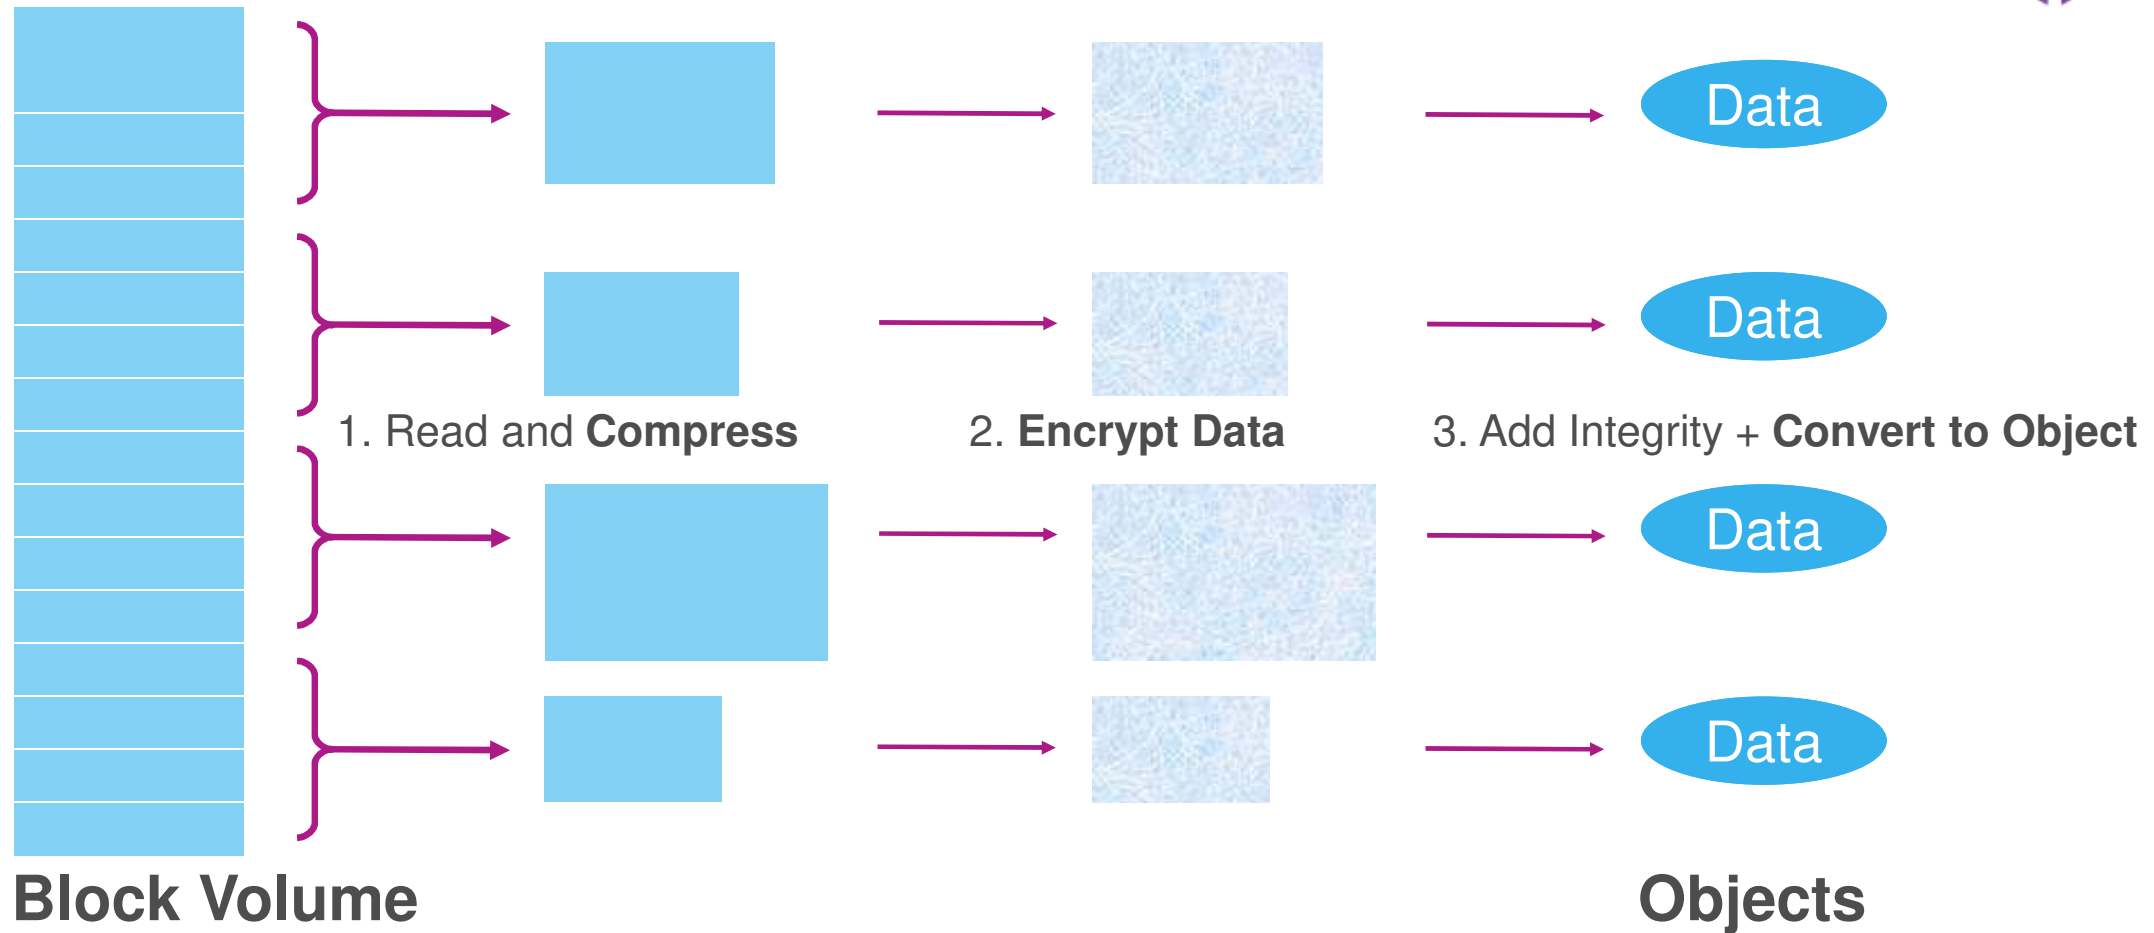 Data
Data
1. Read and Compress
2. Encrypt Data
3. Add Integrity + Convert to Object
Data
Data
Block Volume
Objects